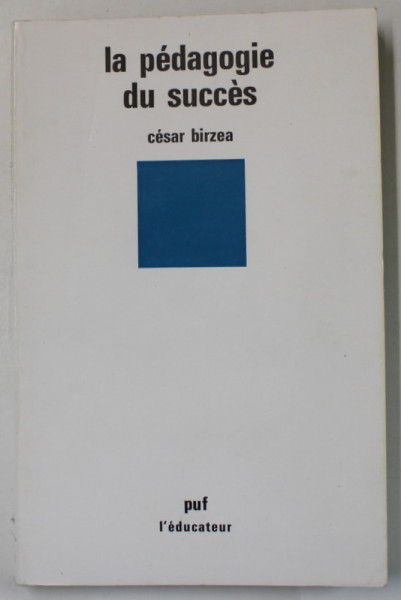 la pédagogie
du succès
césar birzea
puf
l'éducateur